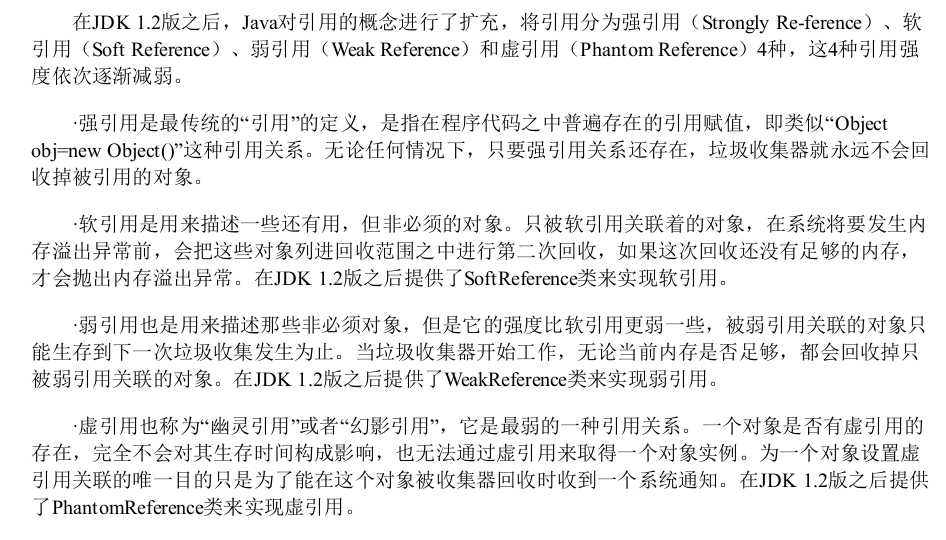 在JDK 1.2版之后，Java对引用的概念进行了扩充，将引用分为强引用（Strongly Re-ference）、软
引用（Soft Reference）、弱引用（Weak Reference）和虚引用（Phantom Reference）4种，这4种引用强
度依次逐渐减弱。
·强引用是最传统的“引用”的定义，是指在程序代码之中普遍存在的引用赋值，即类似“Object
obj=new Object()”这种引用关系。无论任何情况下，只要强引用关系还存在，垃圾收集器就永远不会回
收掉被引用的对象。
·软引用是用来描述一些还有用，但非必须的对象。只被软引用关联着的对象，在系统将要发生内
存溢出异常前，会把这些对象列进回收范围之中进行第二次回收，如果这次回收还没有足够的内存，
才会抛出内存溢出异常。在JDK 1.2版之后提供了SoftReference类来实现软引用。
·弱引用也是用来描述那些非必须对象，但是它的强度比软引用更弱一些，被弱引用关联的对象只
能生存到下一次垃圾收集发生为止。当垃圾收集器开始工作，无论当前内存是否足够，都会回收掉只
被弱引用关联的对象。在JDK 1.2版之后提供了WeakReference类来实现弱引用。
·虚引用也称为“幽灵引用”或者“幻影引用”，它是最弱的一种引用关系。一个对象是否有虚引用的
存在，完全不会对其生存时间构成影响，也无法通过虚引用来取得一个对象实例。为一个对象设置虚
引用关联的唯一目的只是为了能在这个对象被收集器回收时收到一个系统通知。在JDK 1.2版之后提供
了PhantomReference类来实现虚引用。